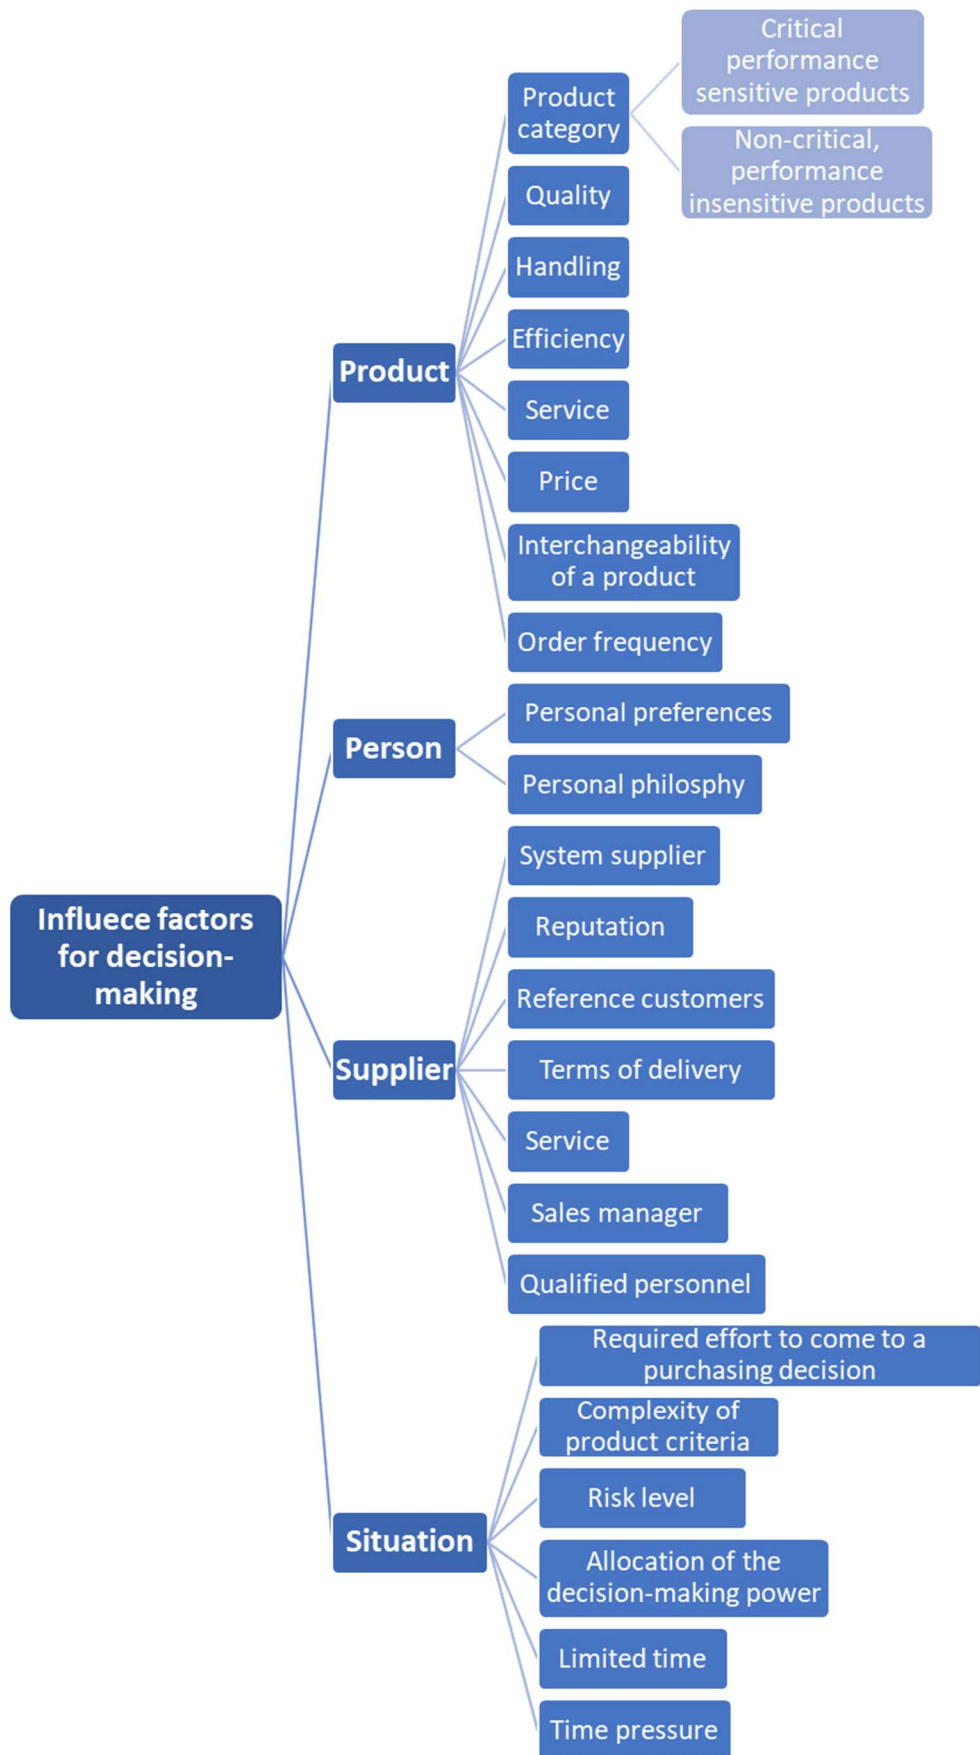 Influece factors
for decision-
making
Product
Product
category
Critical
performance
sensitive products
Non-critical,
performance
insensitive products
Quality
Handling
Efficiency
Service
Price
Interchangeability
of a product
Order frequency
Person
Personal preferences
Personal philosphy
Supplier
System supplier
Reputation
Reference customers
Terms of delivery
Service
Sales manager
Qualified personnel
Situation
Required effort to come to a
purchasing decision
Complexity of
product criteria
Risk level
Allocation of the
decision-making power
Limited time
Time pressure